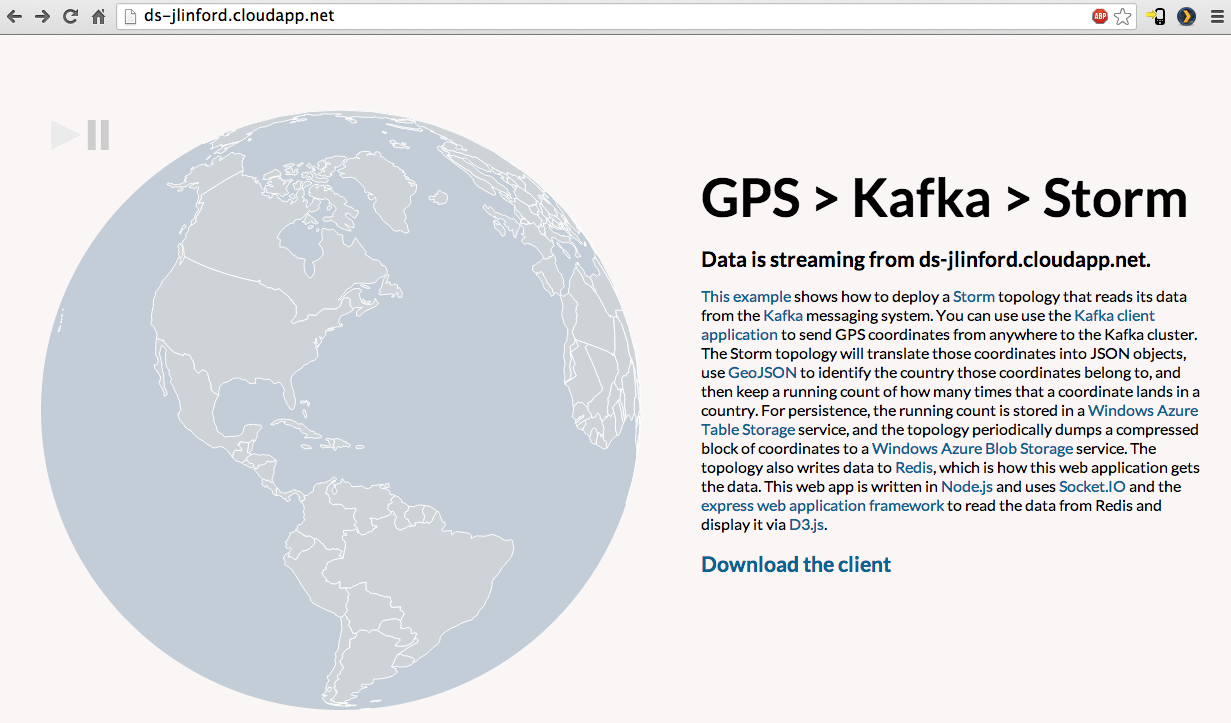 ds-jlinford.cloudapp.net
ABP
GPS > Kafka > Storm
Data is streaming from ds-jlinford.cloudapp.net.
This example shows how to deploy a Storm topology that reads its data
from the Kafka messaging system. You can use use the Kafka client
application to send GPS coordinates from anywhere to the Kafka cluster.
The Storm topology will translate those coordinates into JSON objects,
use GeoJSON to identify the country those coordinates belong to, and
then keep a running count of how many times that a coordinate lands in a
country. For persistence, the running count is stored in a Windows Azure
Table Storage service, and the topology periodically dumps a compressed
block of coordinates to a Windows Azure Blob Storage service. The
topology also writes data to Redis, which is how this web application gets
the data. This web app is written in Node.js and uses Socket.IO and the
express web application framework to read the data from Redis and
display it via D3.js.
Download the client